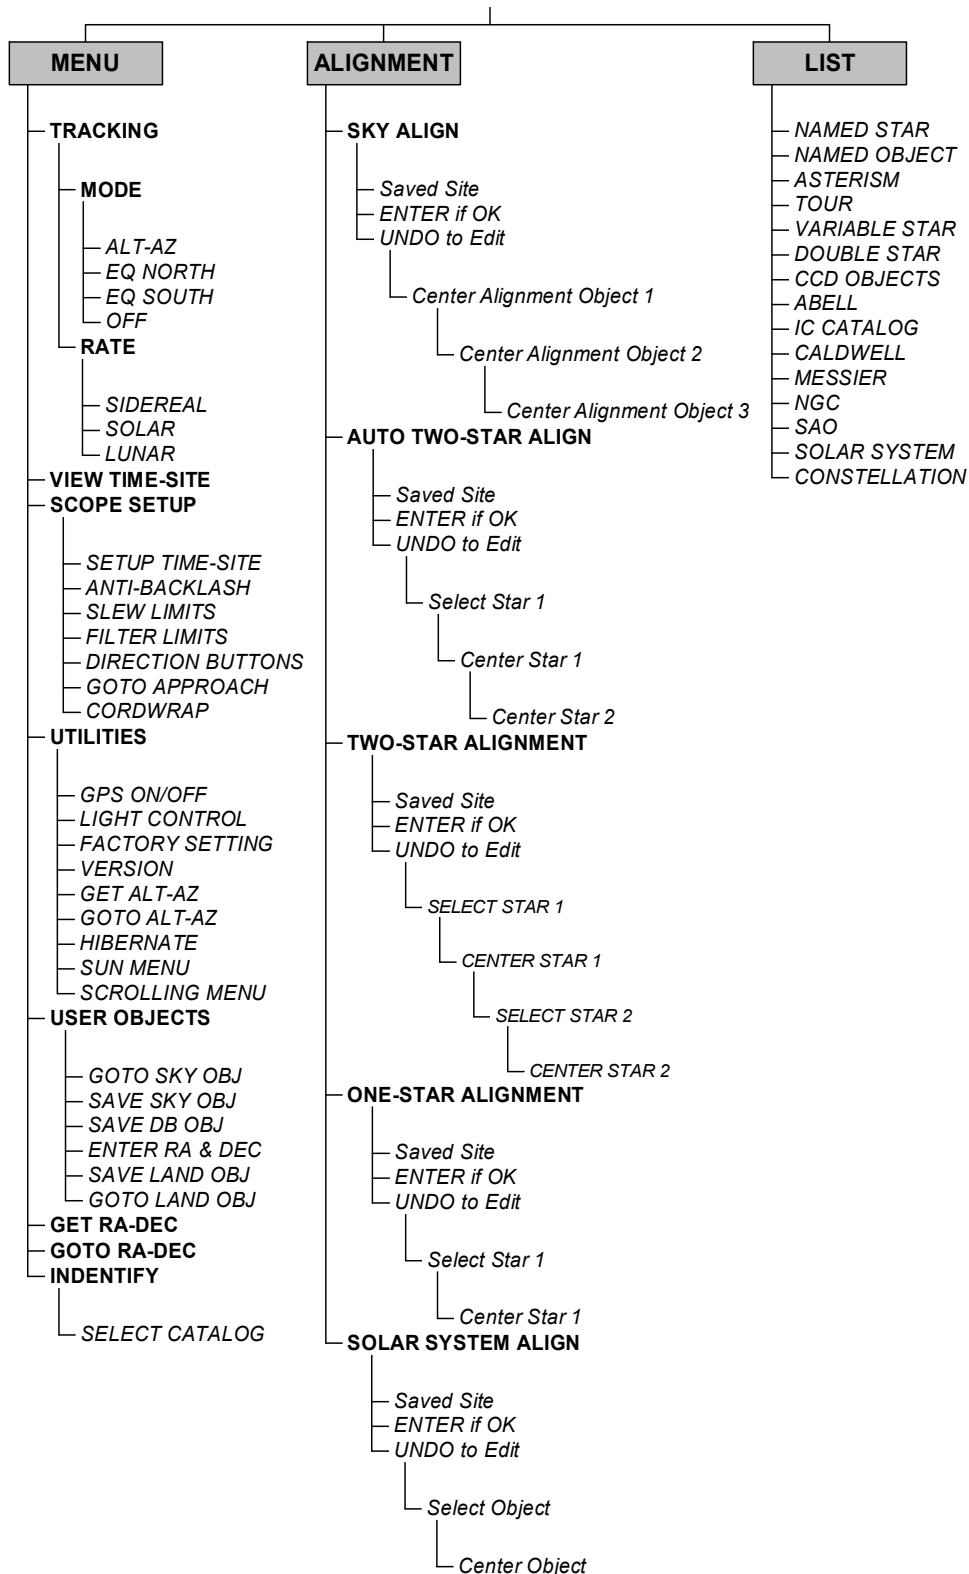 MENU
TRACKING
MODE
ALT-AZ
EQ NORTH
EQ SOUTH
OFF
RATE
SIDEREAL
SOLAR
LUNAR
VIEW TIME-SITE
SCOPE SETUP
SETUP TIME-SITE
ANTI-BACKLASH
SLEW LIMITS
FILTER LIMITS
DIRECTION BUTTONS
GOTO APPROACH
CORDWRAP
UTILITIES
GPS ON/OFF
LIGHT CONTROL
FACTORY SETTING
VERSION
GET ALT-AZ
GOTO ALT-AZ
HIBERNATE
SUN MENU
SCROLLING MENU
USER OBJECTS
GOTO SKY OBJ
SAVE SKY OBJ
SAVE DB OBJ
ENTER RA & DEC
SAVE LAND OBJ
GOTO LAND OBJ
GET RA-DEC
GOTO RA-DEC
INDENTIFY
SELECT CATALOG
ALIGNMENT
SKY ALIGN
Saved Site
ENTER if OK
UNDO to Edit
Center Alignment Object 1
Center Alignment Object 2
Center Alignment Object 3
AUTO TWO-STAR ALIGN
Saved Site
ENTER if OK
UNDO to Edit
Select Star 1
Center Star 1
Center Star 2
TWO-STAR ALIGNMENT
Saved Site
ENTER if OK
UNDO to Edit
SELECT STAR 1
CENTER STAR 1
SELECT STAR 2
CENTER STAR 2
ONE-STAR ALIGNMENT
Saved Site
ENTER if OK
UNDO to Edit
Select Star 1
Center Star 1
SOLAR SYSTEM ALIGN
Saved Site
ENTER if OK
UNDO to Edit
Select Object
Center Object
LIST
NAMED STAR
NAMED OBJECT
ASTERISM
TOUR
VARIABLE STAR
DOUBLE STAR
CCD OBJECTS
ABELL
IC CATALOG
CALDWELL
MESSIER
NGC
SAO
SOLAR SYSTEM
CONSTELLATION